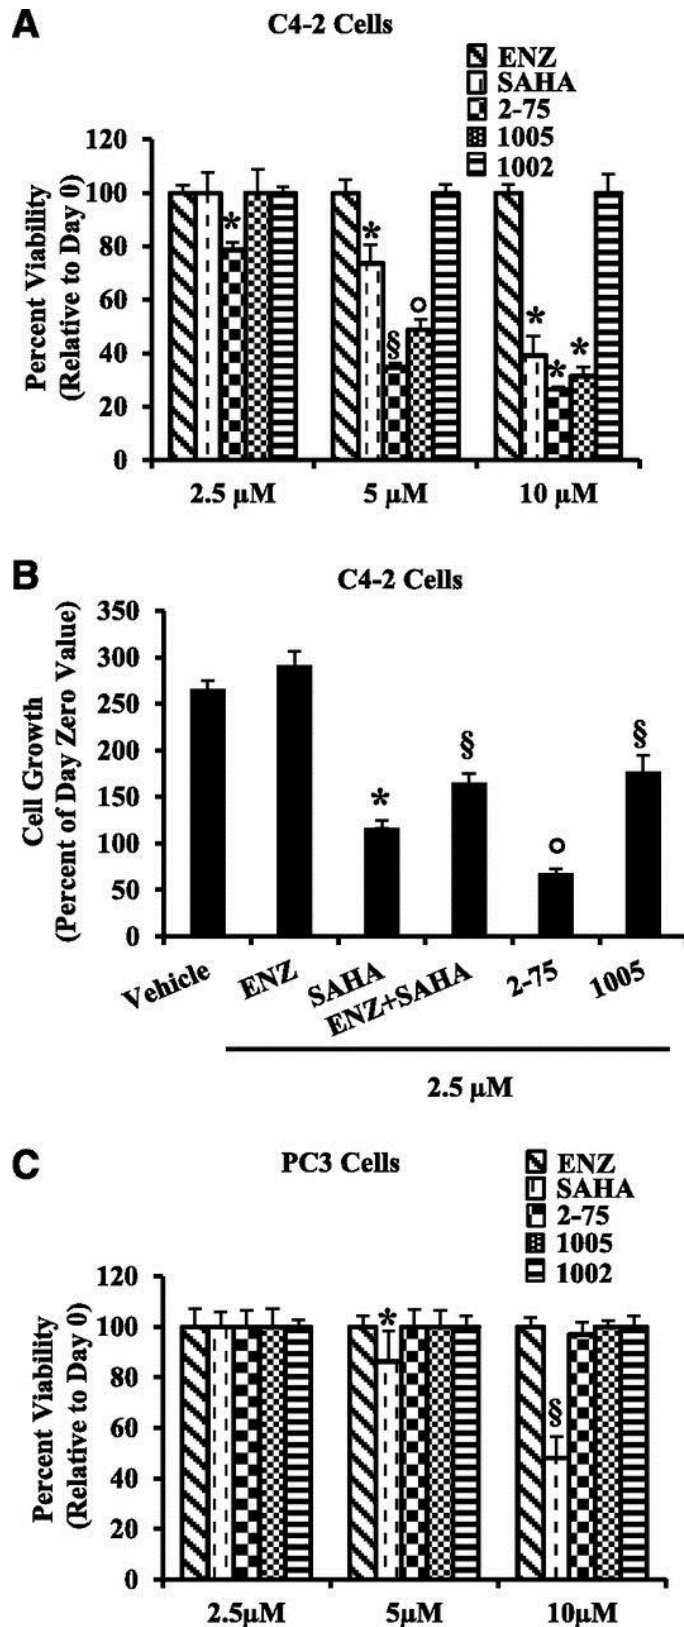 A
C4-2 Cells
ENZ
SAHA
2-75
1005
1002
Percent Viability
(Relative to Day 0)
120
100
80
60
40
20
0
*
*
§
o
*
*
*
2.5 µM
5 µM
10 µM
B
C4-2 Cells
Cell Growth
(Percent of Day Zero Value)
350
300
250
200
150
100
50
0
*
§
o
§
Vehicle
ENZ
SAHA
ENZ+SAHA
2-75
1005
2.5 µM
C
PC3 Cells
ENZ
SAHA
2-75
1005
1002
Percent Viability
(Relative to Day 0)
120
100
80
60
40
20
0
*
§
2.5µM
5µM
10µM